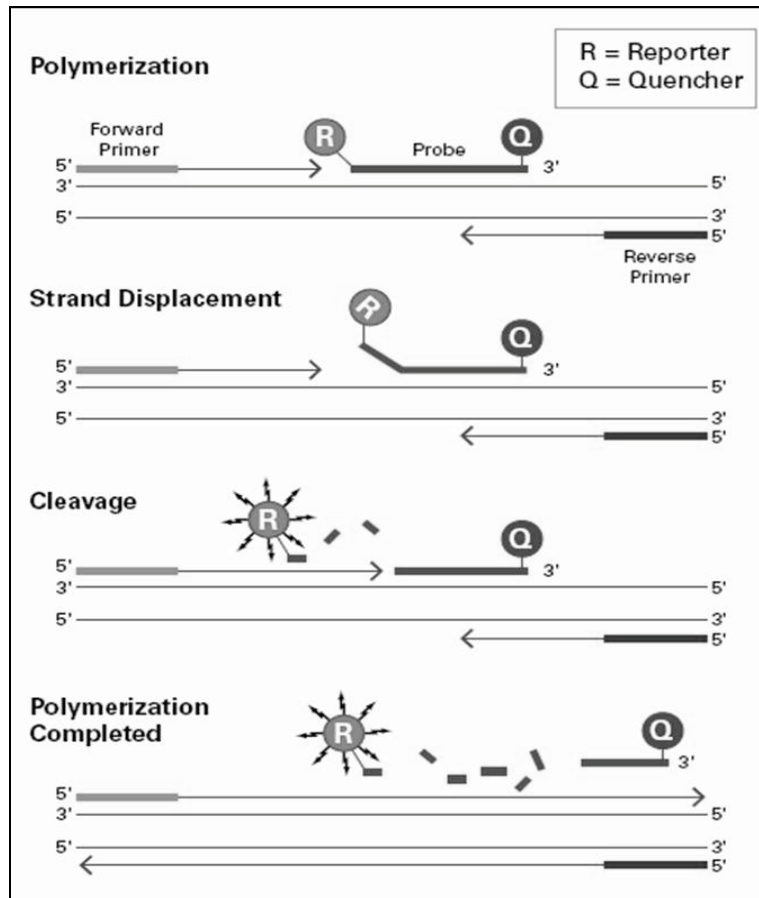 R = Reporter
Q = Quencher
Polymerization
Forward
Primer
R
Probe
Q
5'
3'
3'
5'
5'
3'
5'
Reverse
Primer
Strand Displacement
R
Q
5'
3'
3'
5'
5'
3'
5'
Cleavage
R
Q
5'
3'
3'
5'
5'
3'
5'
Polymerization
Completed
R
Q
3'
5'
3'
5'
5'
3'
5'